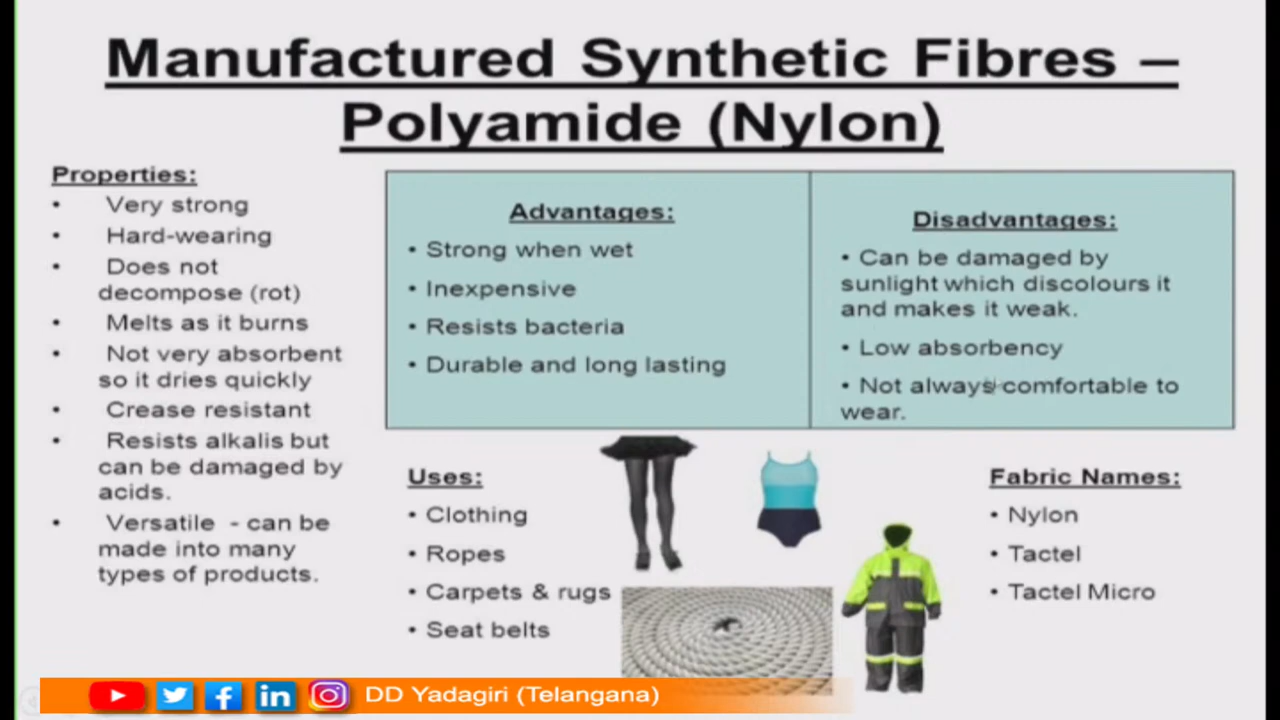 Manufactured Synthetic Fibres –
Polyamide (Nylon)
Properties:
• Very strong
• Hard-wearing
• Does not
decompose (rot)
• Melts as it burns
• Not very absorbent
so it dries quickly
• Crease resistant
• Resists alkalis but
can be damaged by
acids.
• Versatile - can be
made into many
types of products.
Advantages:
• Strong when wet
• Inexpensive
• Resists bacteria
• Durable and long lasting
Disadvantages:
• Can be damaged by
sunlight which discolours it
and makes it weak.
• Low absorbency
• Not always comfortable to
wear.
Uses:
• Clothing
• Ropes
• Carpets & rugs
• Seat belts
Fabric Names:
• Nylon
• Tactel
• Tactel Micro
DD Yadagiri (Telangana)